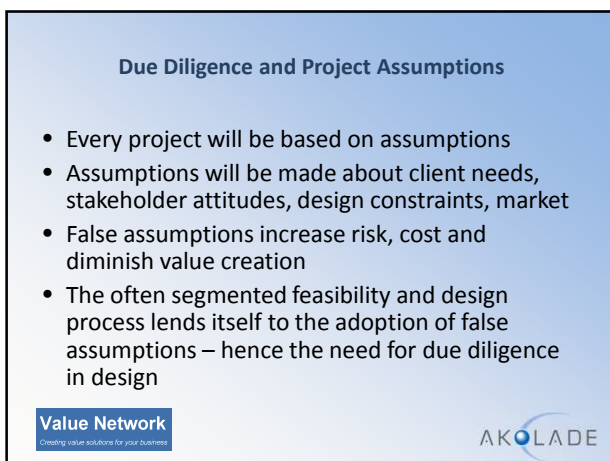 Due Diligence and Project Assumptions
• Every project will be based on assumptions
• Assumptions will be made about client needs,
stakeholder attitudes, design constraints, market
• False assumptions increase risk, cost and
diminish value creation
• The often segmented feasibility and design
process lends itself to the adoption of false
assumptions – hence the need for due diligence
in design
Value Network
Creating value solutions for your business
AKOLADE